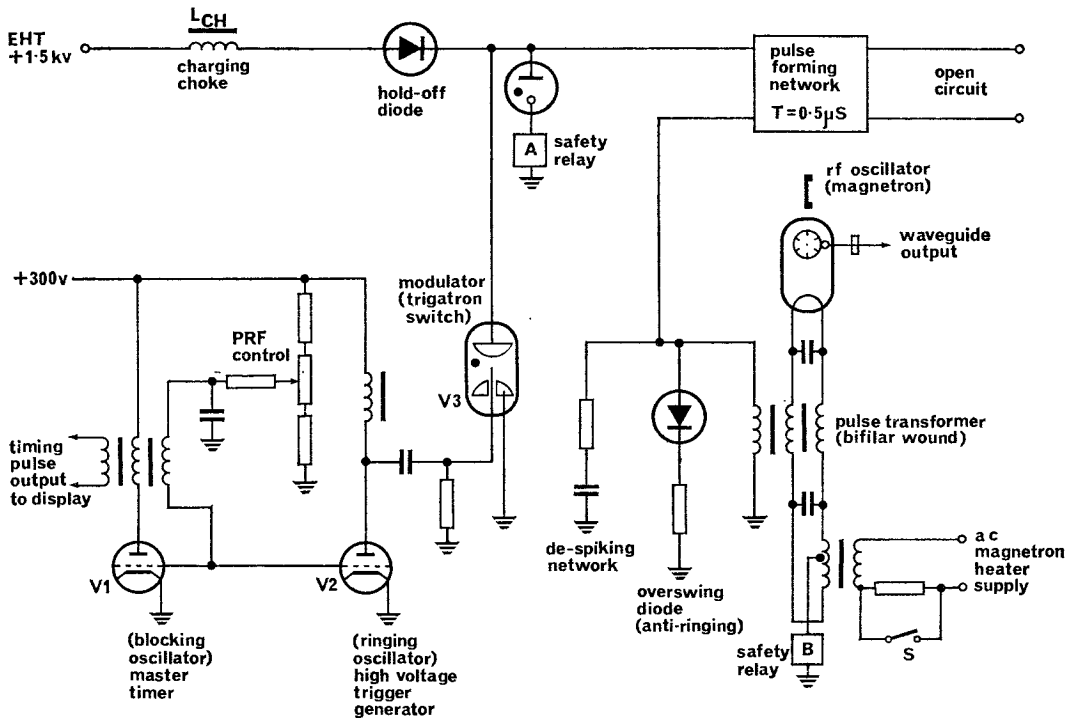 EHT
+1·5kv
LCH
charging
choke
hold-off
diode
A
safety
relay
pulse
forming
network
T=0·5µS
open
circuit
rf oscillator
(magnetron)
waveguide
output
+300v
PRF
control
modulator
(trigatron
switch)
V3
timing
pulse
output
to display
pulse transformer
(bifilar wound)
de-spiking
network
overswing
diode
(anti-ringing)
a c
magnetron
heater
supply
S
safety
relay
B
V1
V2
(blocking
oscillator)
master
timer
(ringing
oscillator)
high voltage
trigger
generator